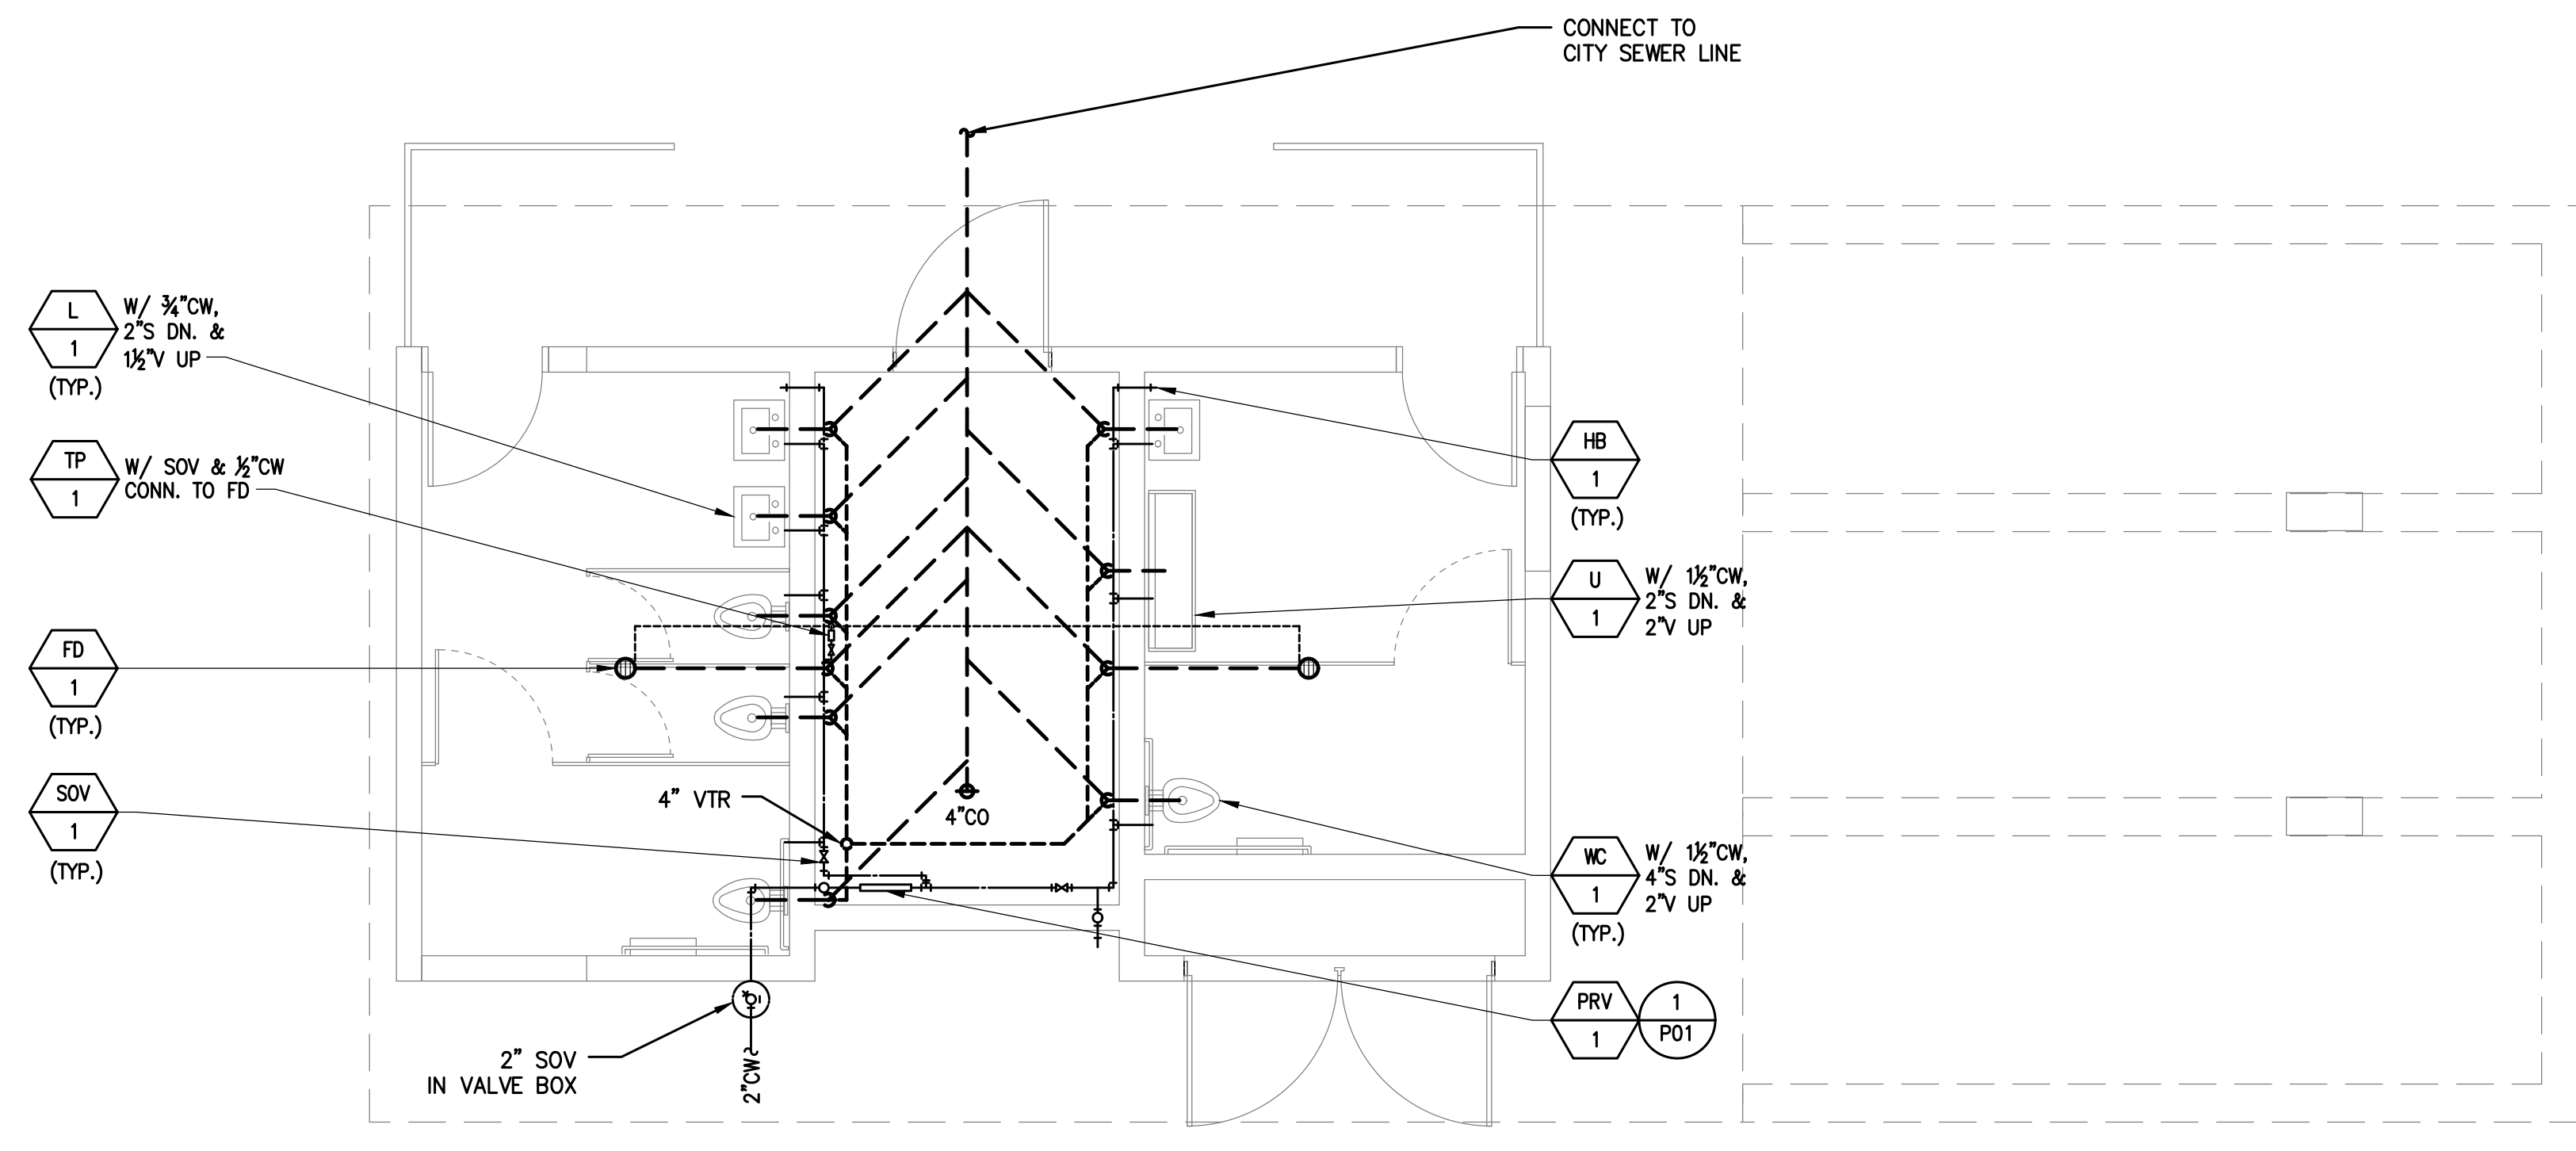 CONNECT TO
CITY SEWER LINE
L
1
(TYP.)
W/ ¾"CW,
2"S DN. &
1½"V UP
TP
1
W/ SOV & ½"CW
CONN. TO FD
FD
1
(TYP.)
SOV
1
(TYP.)
4" VTR
4"CO
2" SOV
IN VALVE BOX
2"CW
HB
1
(TYP.)
U
1
W/ 1½"CW,
2"S DN. &
2"V UP
WC
1
(TYP.)
W/ 1½"CW,
4"S DN. &
2"V UP
PRV
1
1
P01